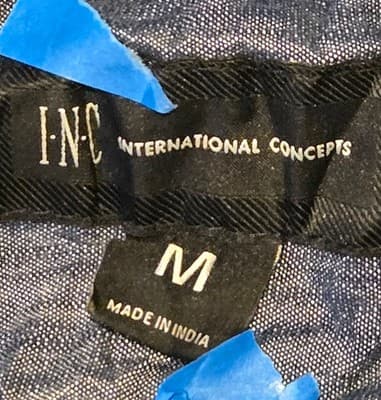 I·N·C INTERNATIONAL CONCEPTS
M
MADE IN INDIA